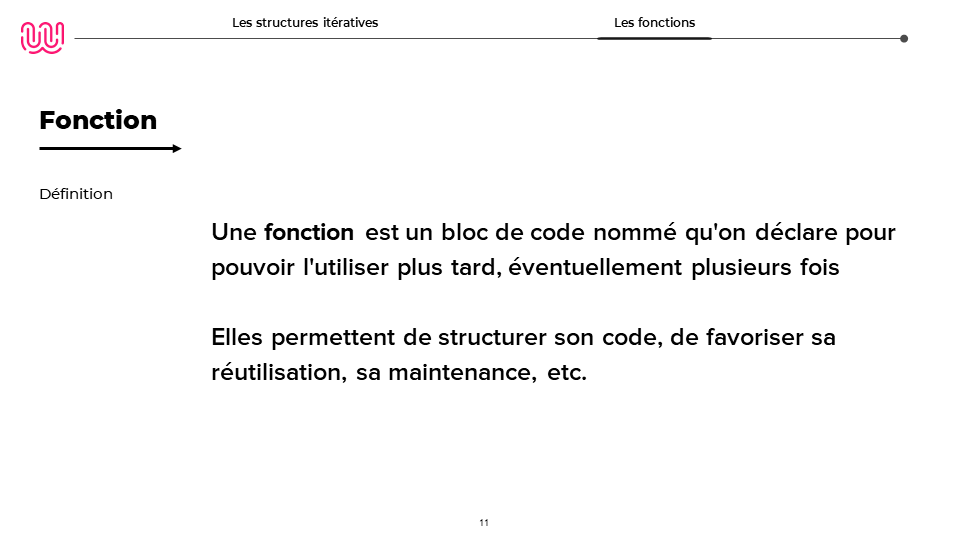 Les structures itératives
Les fonctions
Fonction
Définition
Une fonction est un bloc de code nommé qu'on déclare pour
pouvoir l'utiliser plus tard, éventuellement plusieurs fois
Elles permettent de structurer son code, de favoriser sa
réutilisation, sa maintenance, etc.
11